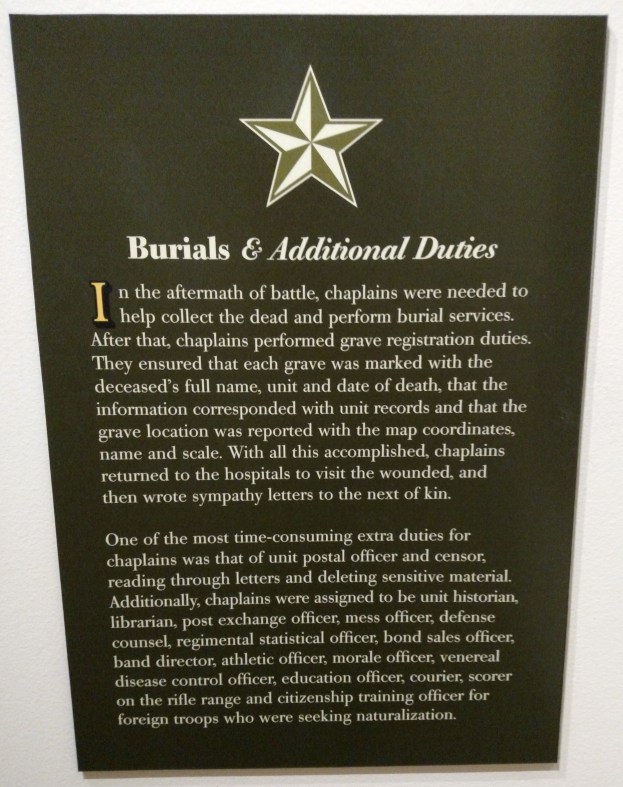 Burials & Additional Duties
In the aftermath of battle, chaplains were needed to
help collect the dead and perform burial services.
After that, chaplains performed grave registration duties.
They ensured that each grave was marked with the
deceased's full name, unit and date of death, that the
information corresponded with unit records and that the
grave location was reported with the map coordinates,
name and scale. With all this accomplished, chaplains
returned to the hospitals to visit the wounded, and
then wrote sympathy letters to the next of kin.
One of the most time-consuming extra duties for
chaplains was that of unit postal officer and censor,
reading through letters and deleting sensitive material.
Additionally, chaplains were assigned to be unit historian,
librarian, post exchange officer, mess officer, defense
counsel, regimental statistical officer, bond sales officer,
band director, athletic officer, morale officer, venereal
disease control officer, education officer, courier, scorer
on the rifle range and citizenship training officer for
foreign troops who were seeking naturalization.